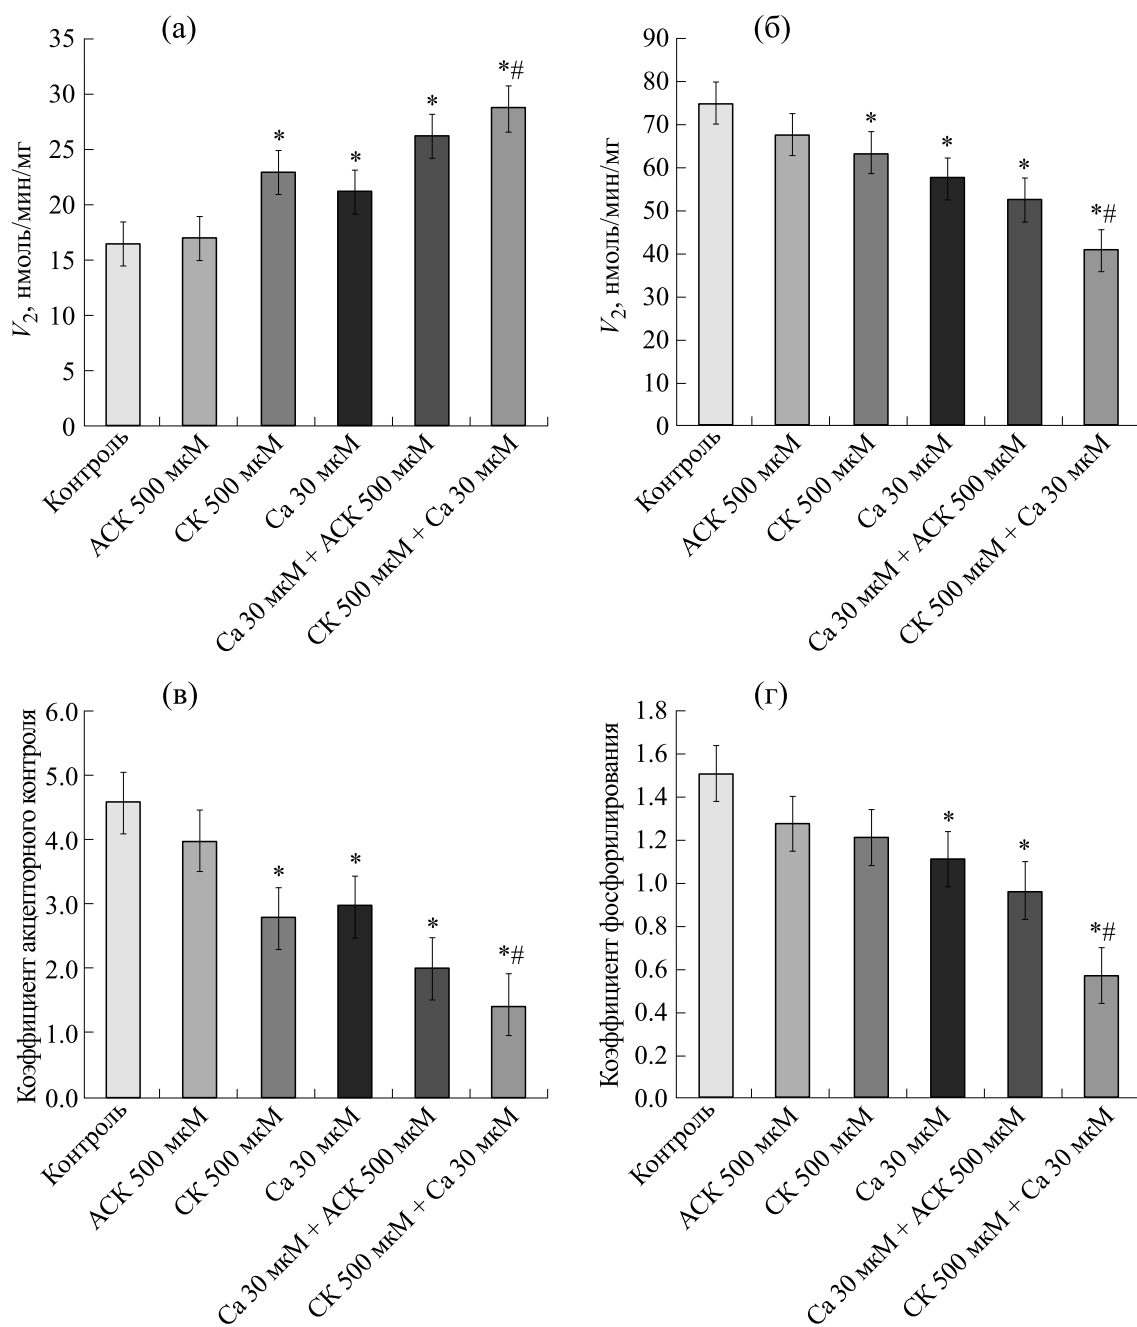 (а)
V2, нмоль/мин/мг
35
30
25
20
15
10
5
0
*
*
*
*#
Контроль
АСК 500 мкМ
СК 500 мкМ
Са 30 мкМ
Са 30 мкМ + АСК 500 мкМ
СК 500 мкМ + Са 30 мкМ
(б)
V2, нмоль/мин/мг
90
80
70
60
50
40
30
20
10
0
*
*
*
*#
Контроль
АСК 500 мкМ
СК 500 мкМ
Са 30 мкМ
Са 30 мкМ + АСК 500 мкМ
СК 500 мкМ + Са 30 мкМ
(в)
Коэффициент акцепторного контроля
6.0
5.0
4.0
3.0
2.0
1.0
0.0
*
*
*
*#
Контроль
АСК 500 мкМ
СК 500 мкМ
Са 30 мкМ
Са 30 мкМ + АСК 500 мкМ
СК 500 мкМ + Са 30 мкМ
(г)
Коэффициент фосфорилирования
1.8
1.6
1.4
1.2
1.0
0.8
0.6
0.4
0.2
0.0
*
*
*#
Контроль
АСК 500 мкМ
СК 500 мкМ
Са 30 мкМ
Са 30 мкМ + АСК 500 мкМ
СК 500 мкМ + Са 30 мкМ